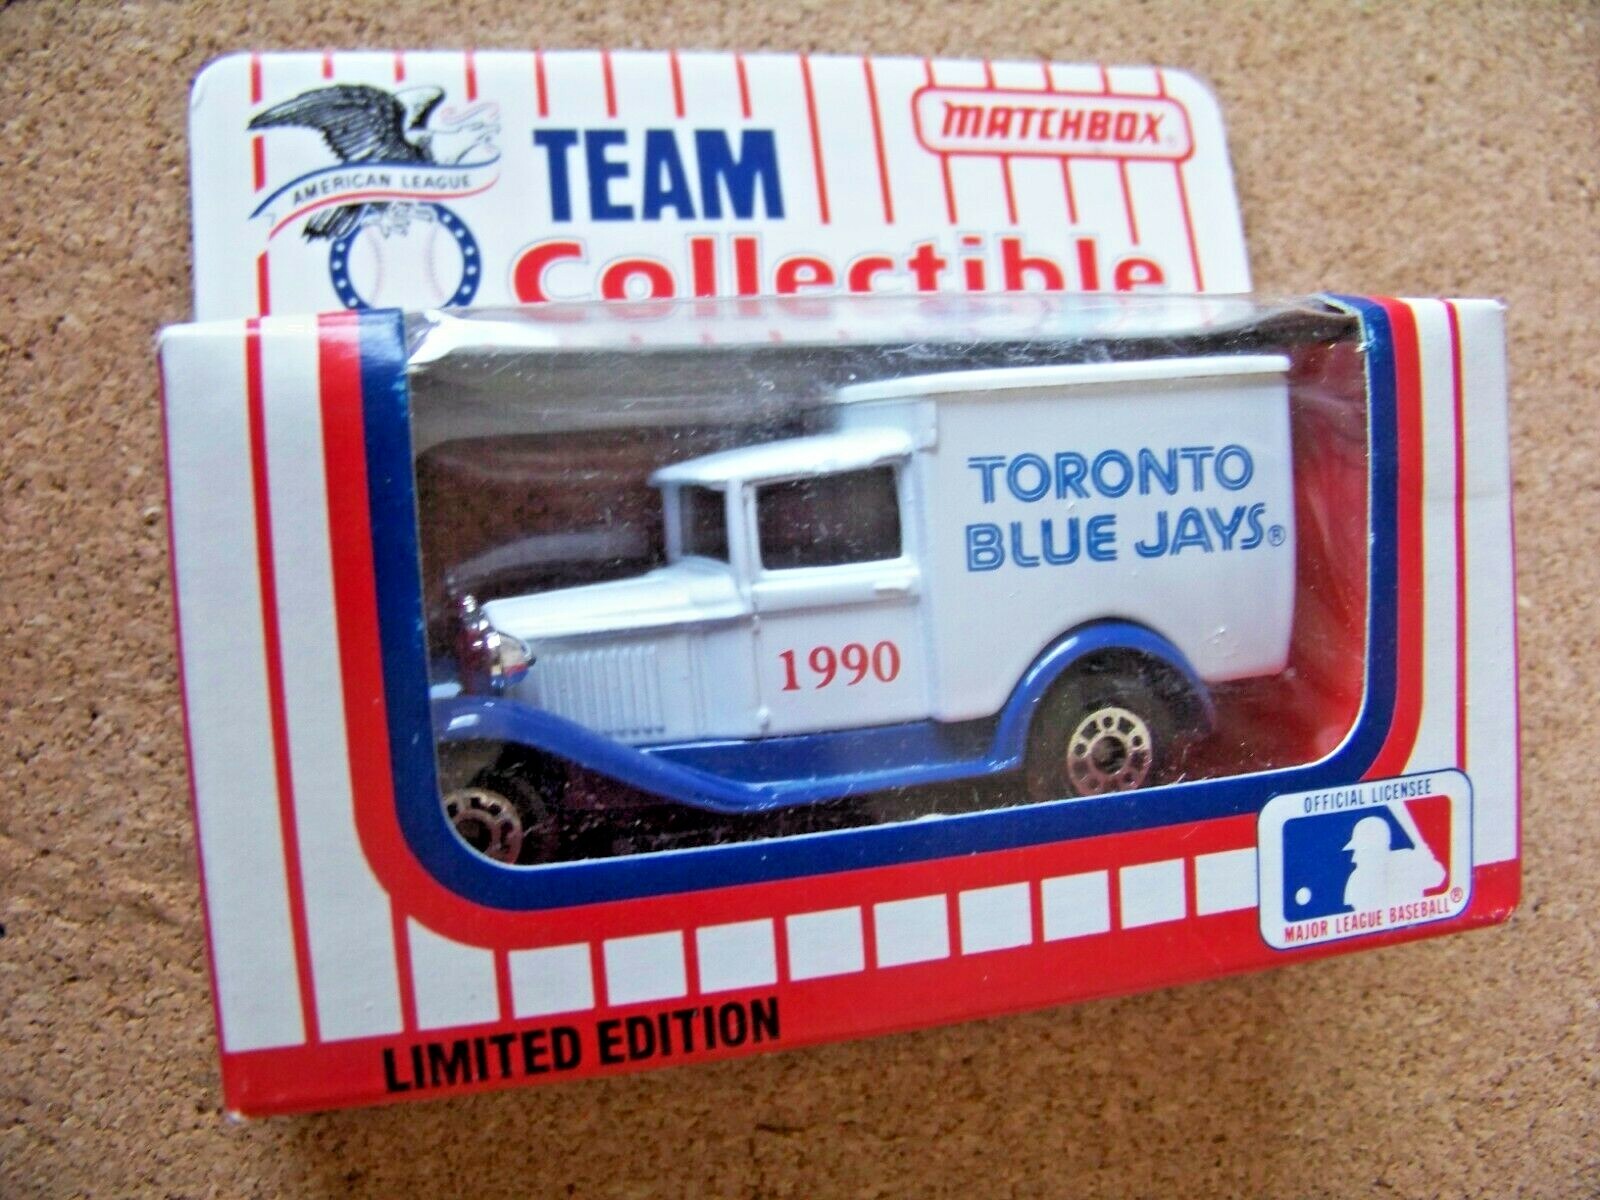 AMERICAN LEAGUE
TEAM
Collectible
MATCHBOX®
TORONTO
BLUE JAYS®
1990
OFFICIAL LICENSEE
MAJOR LEAGUE BASEBALL®
LIMITED EDITION